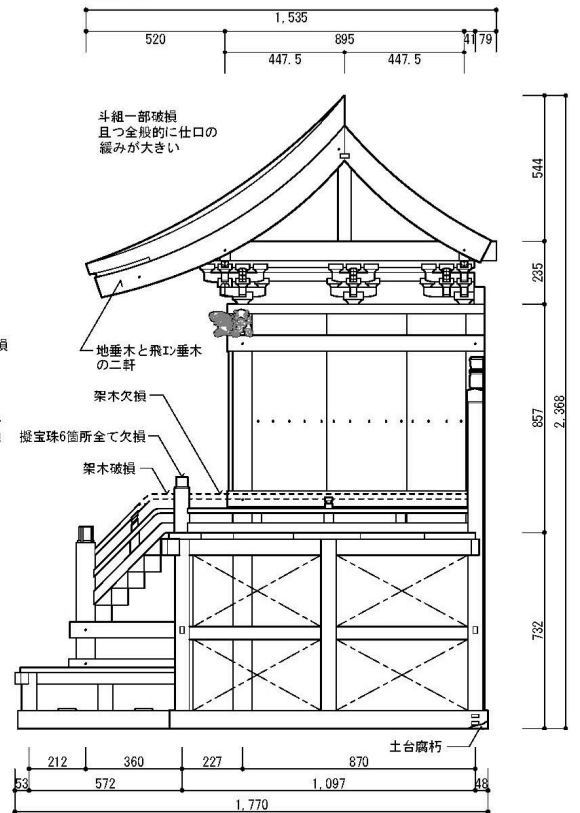 1,535
520
895
41
79
447.5
447.5
斗組一部破損
且つ全般的に仕口の
緩みが大きい
544
235
損
地垂木と飛エン垂木
の二軒
架木欠損
擬宝珠6箇所全て欠損
架木破損
857
2,368
732
土台腐朽
212
360
227
870
53
572
1,097
48
1,770